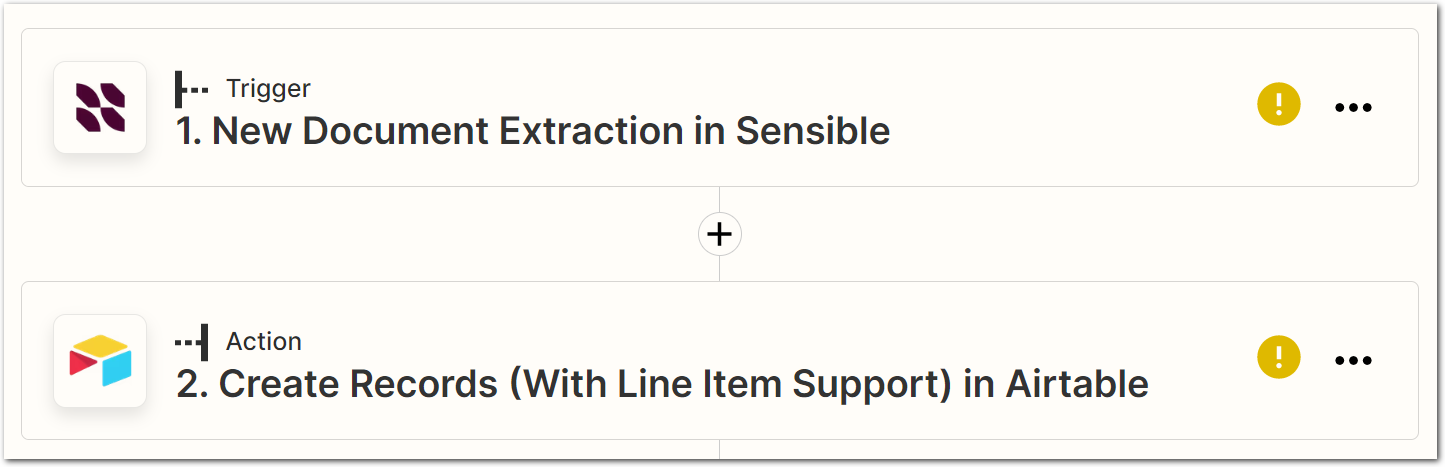 Trigger
1. New Document Extraction in Sensible
Action
2. Create Records (With Line Item Support) in Airtable